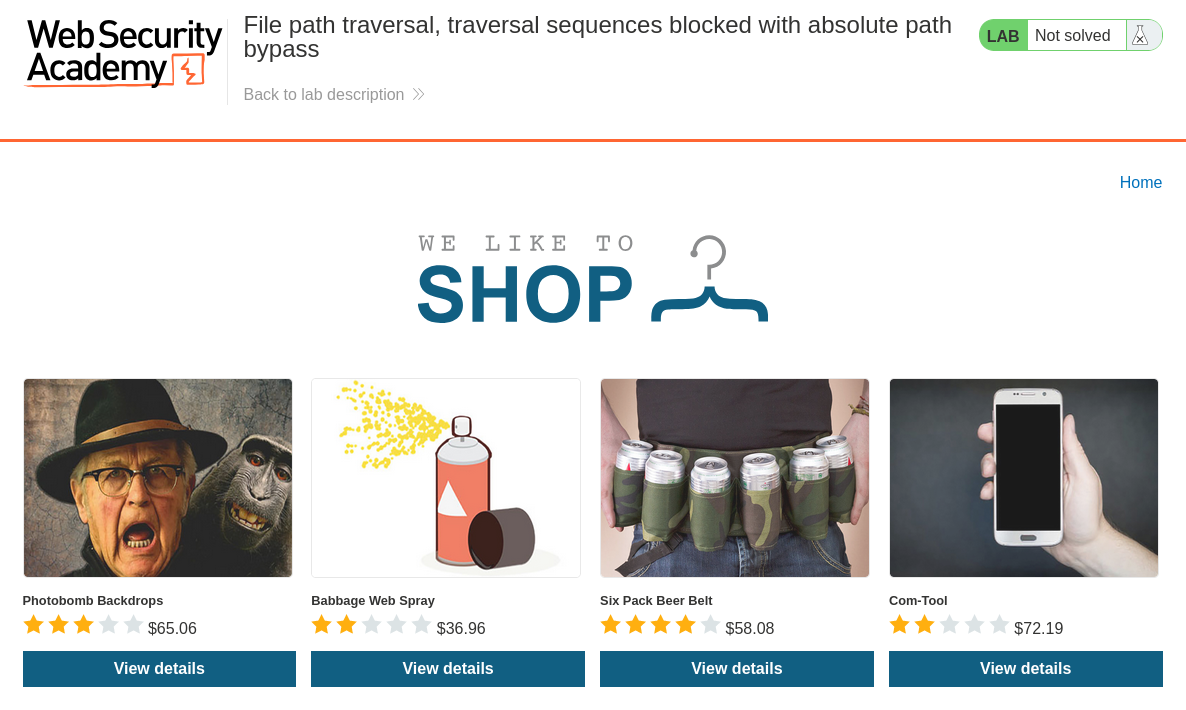 Web Security
Academy
File path traversal, traversal sequences blocked with absolute path
bypass
Back to lab description
LAB Not solved
Home
WE LIKE TO
SHOP
Photobomb Backdrops
$65.06
View details
Babbage Web Spray
$36.96
View details
Six Pack Beer Belt
$58.08
View details
Com-Tool
$72.19
View details